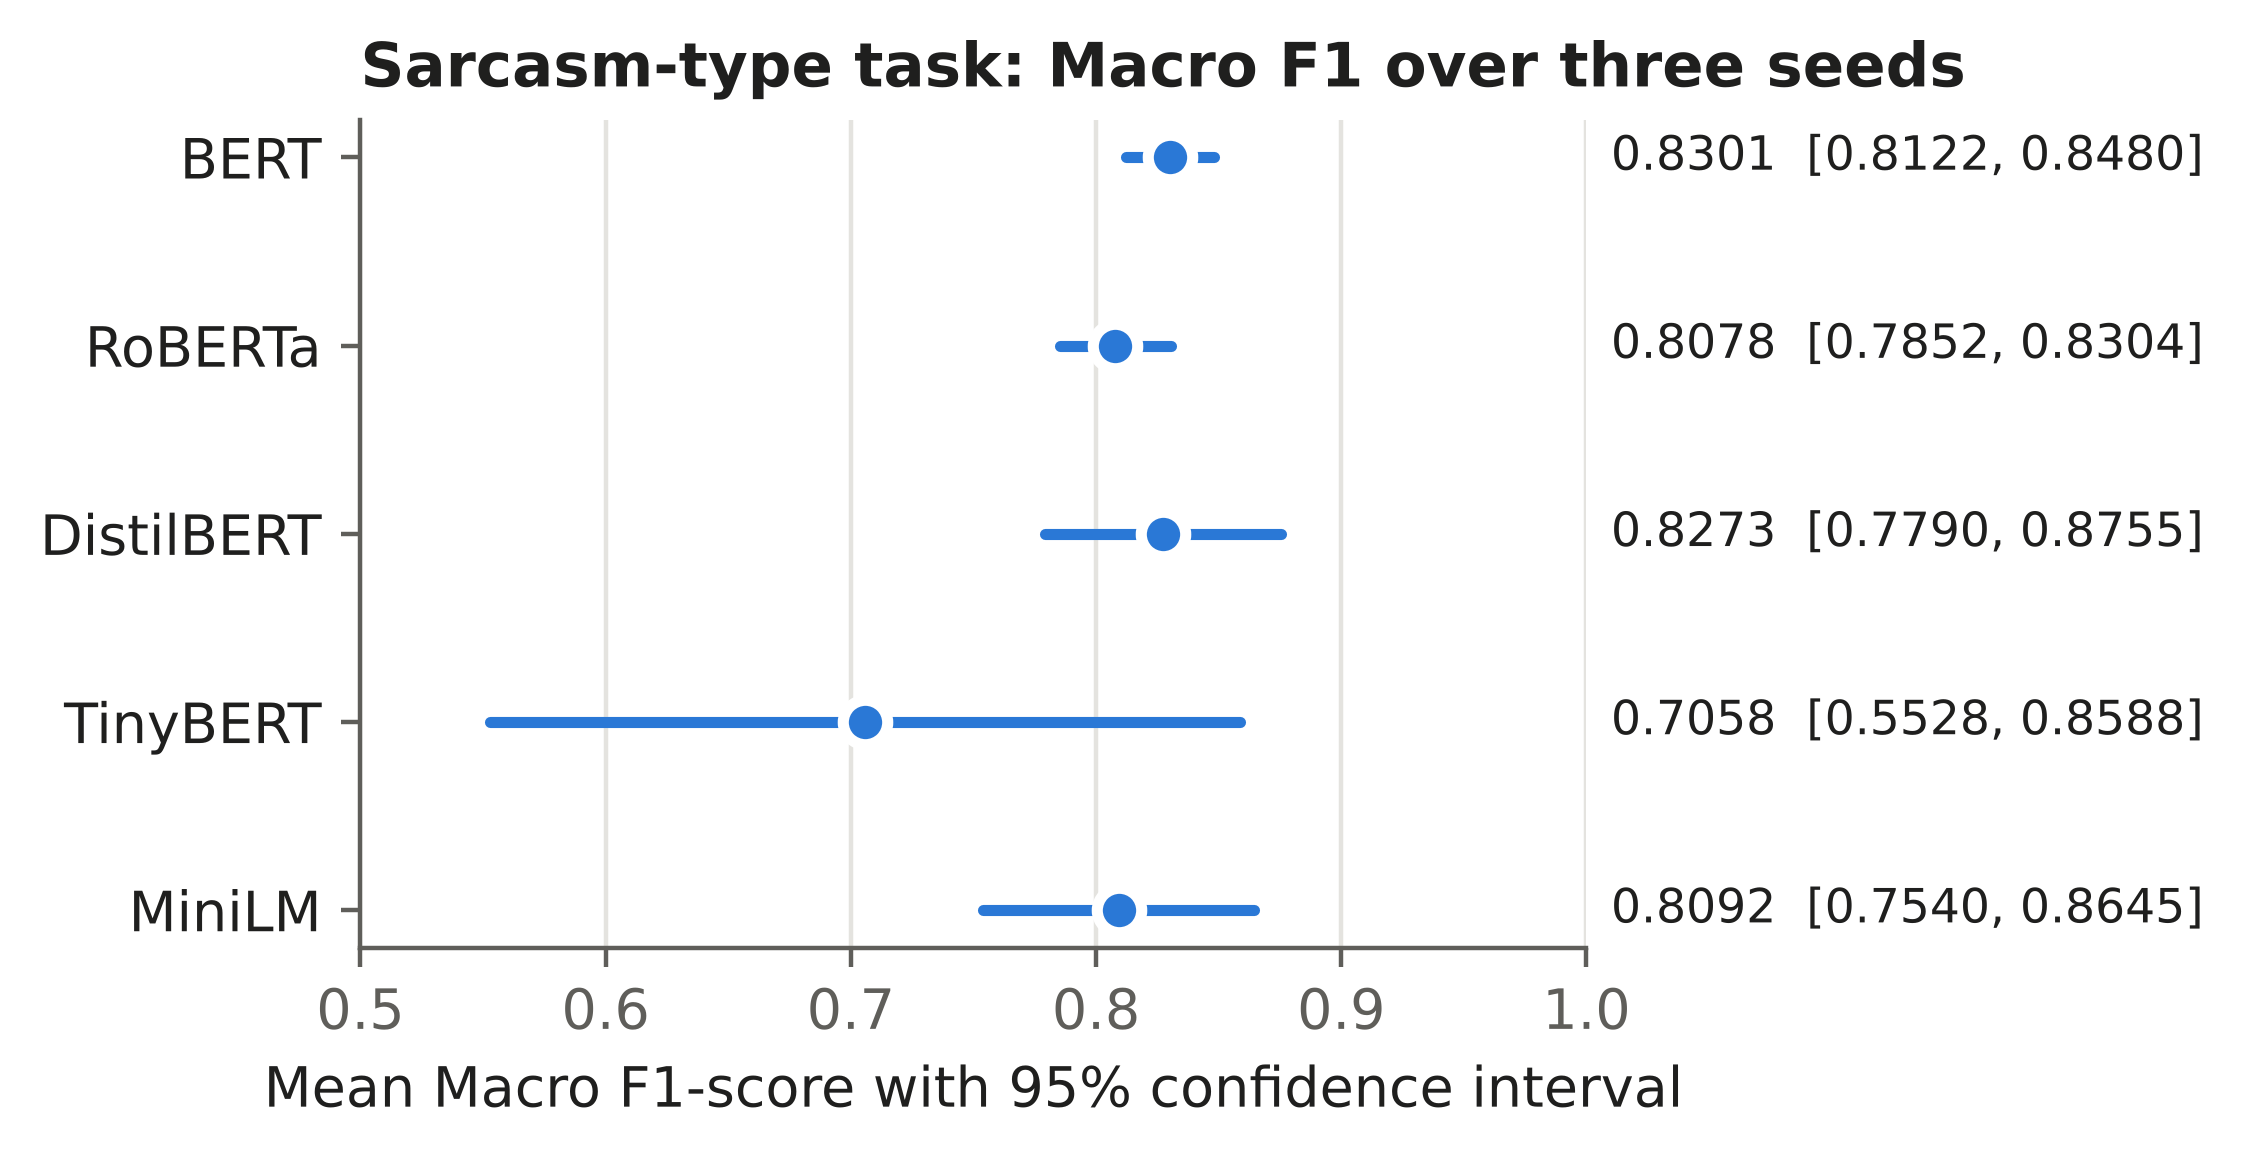 Sarcasm-type task: Macro F1 over three seeds
BERT 0.8301 [0.8122, 0.8480]
RoBERTa 0.8078 [0.7852, 0.8304]
DistilBERT 0.8273 [0.7790, 0.8755]
TinyBERT 0.7058 [0.5528, 0.8588]
MiniLM 0.8092 [0.7540, 0.8645]
0.5 0.6 0.7 0.8 0.9 1.0
Mean Macro F1-score with 95% confidence interval